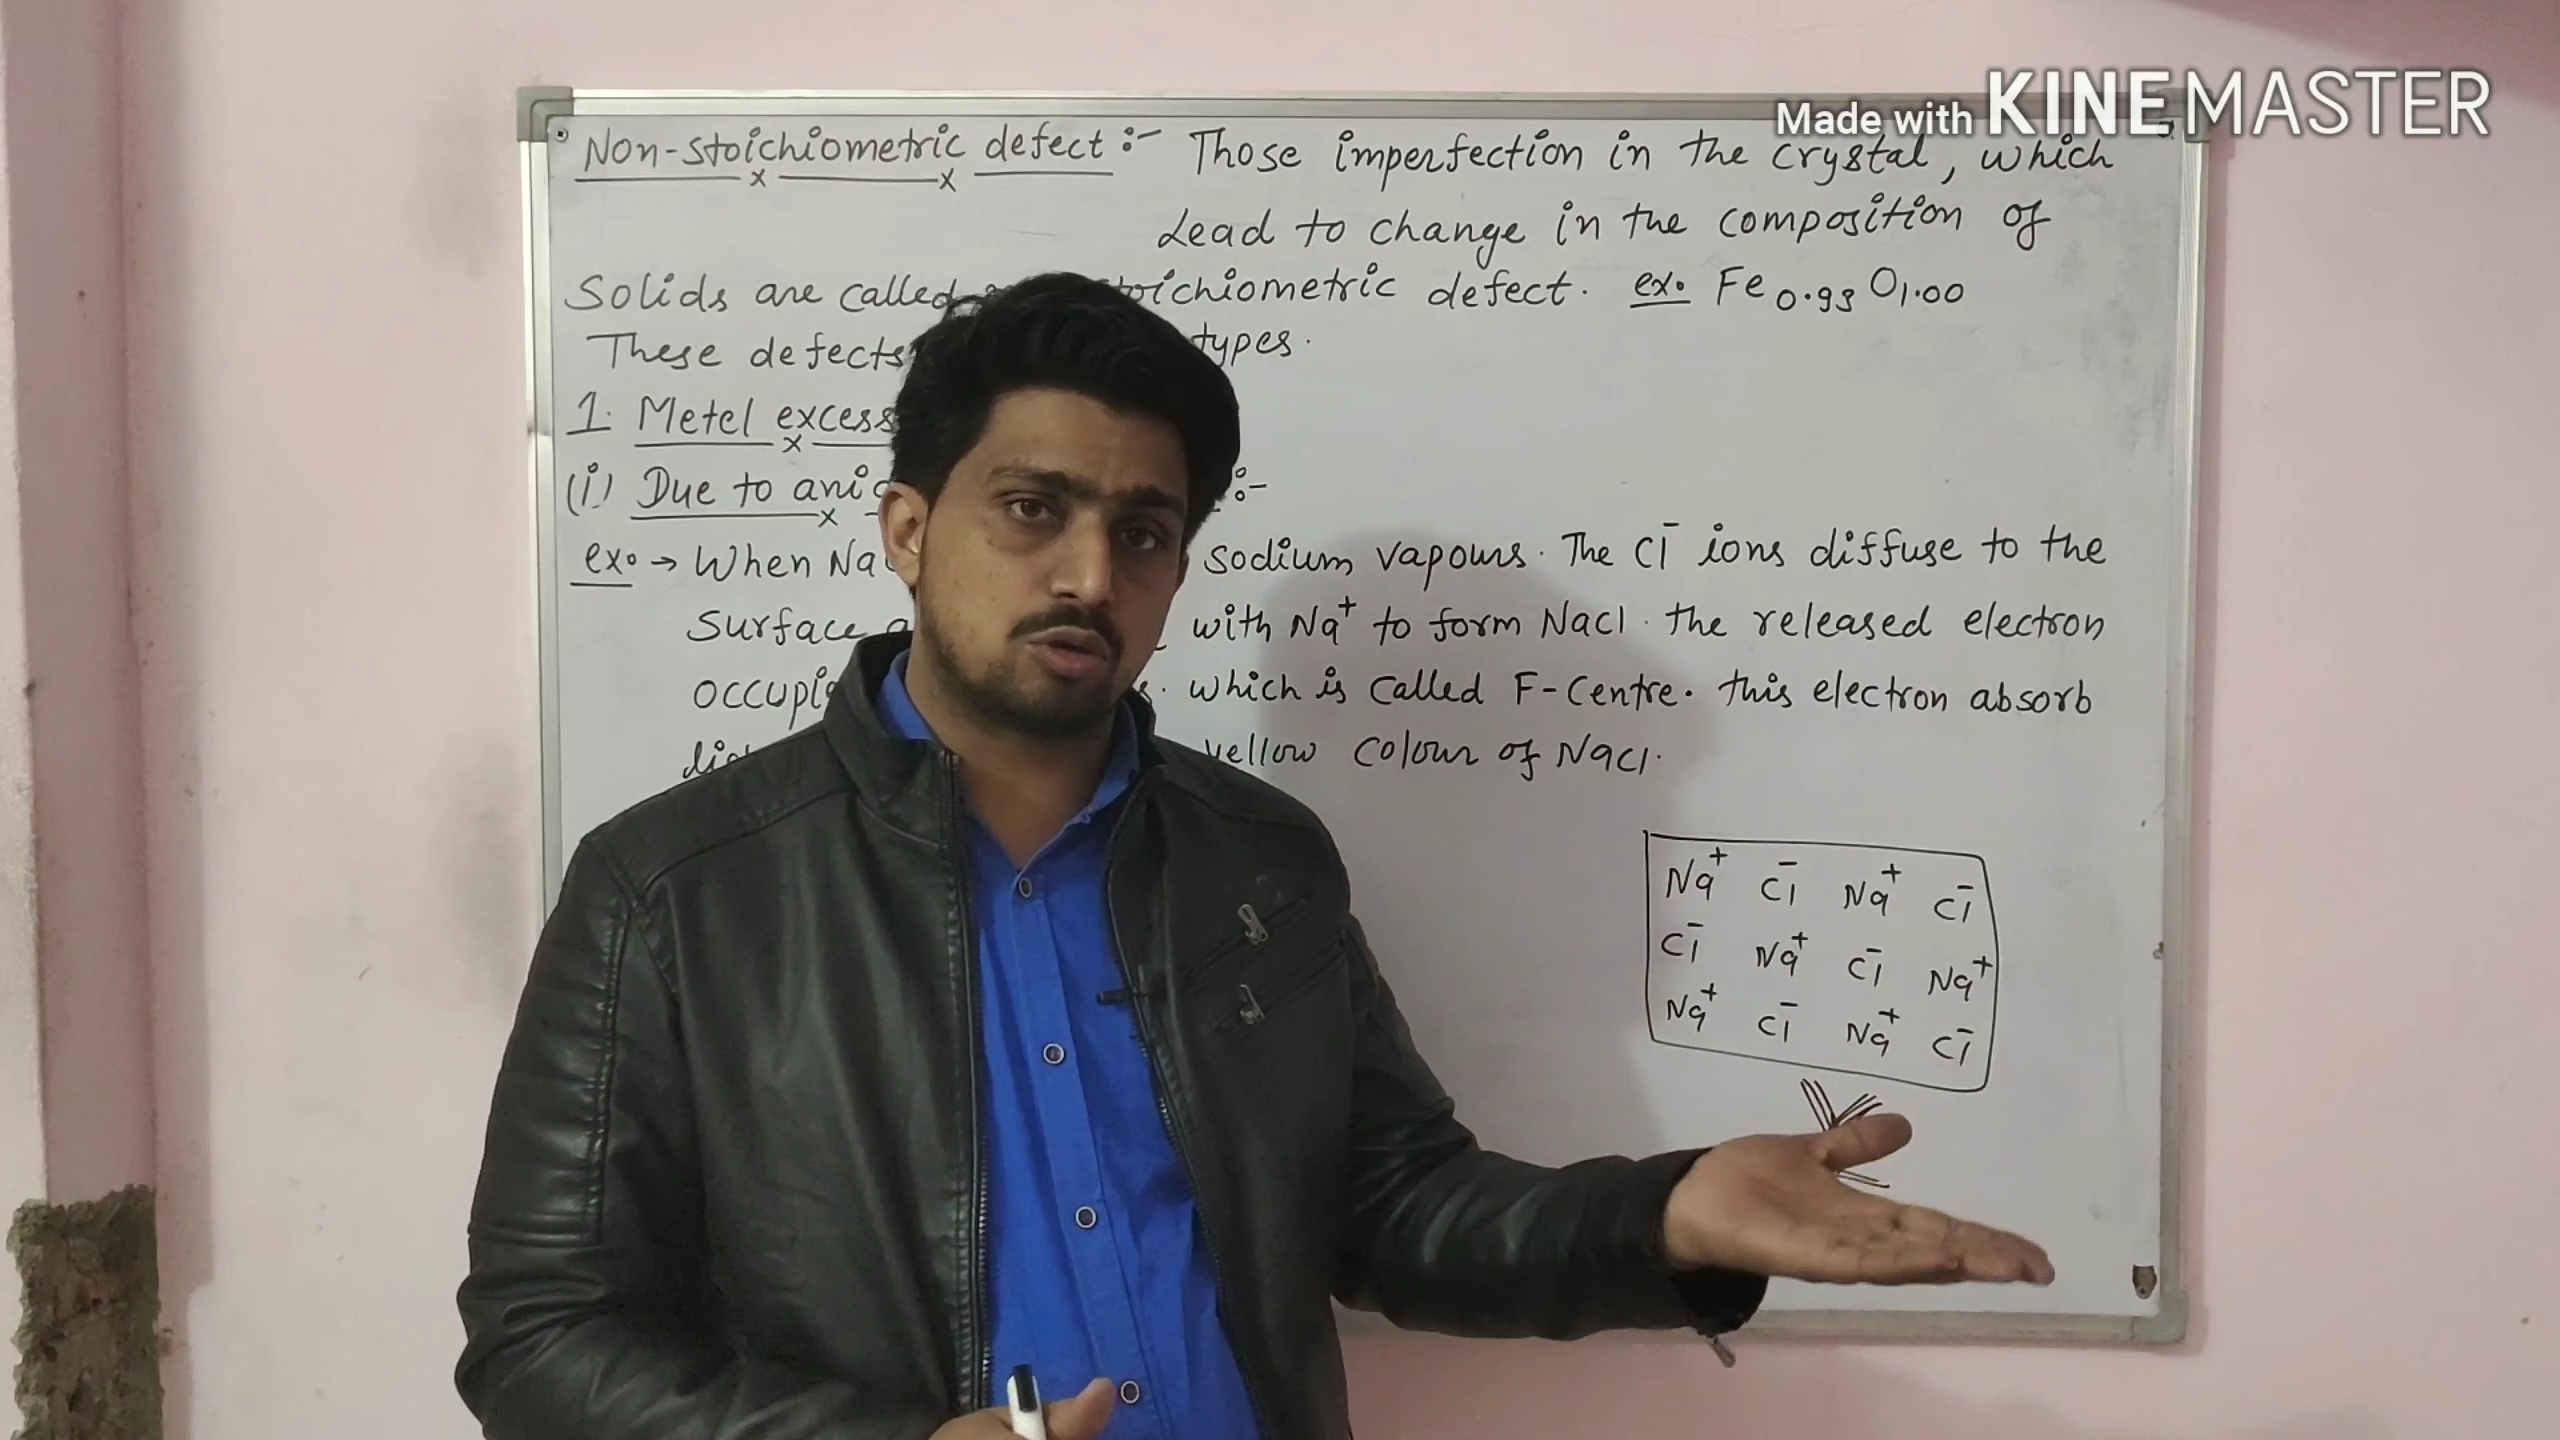 Made with KINEMASTER
Non-stoichiometric defect :- Those imperfection in the crystal, which
Lead to change in the composition of
Solids are called toichiometric defect. ex. Fe0.93 O1.00
These defects types.
1. Metel excess
(i) Due to ani :-
ex. → When Na sodium vapours. The Cl⁻ ions diffuse to the
Surface with Na⁺ to form NaCl. the released electron
occupi which is called F-Centre. this electron absorb
yellow colour of NaCl.
Na⁺ Cl⁻ Na⁺ Cl⁻
Cl⁻ Na⁺ Cl⁻ Na⁺
Na⁺ Cl⁻ Na⁺ Cl⁻